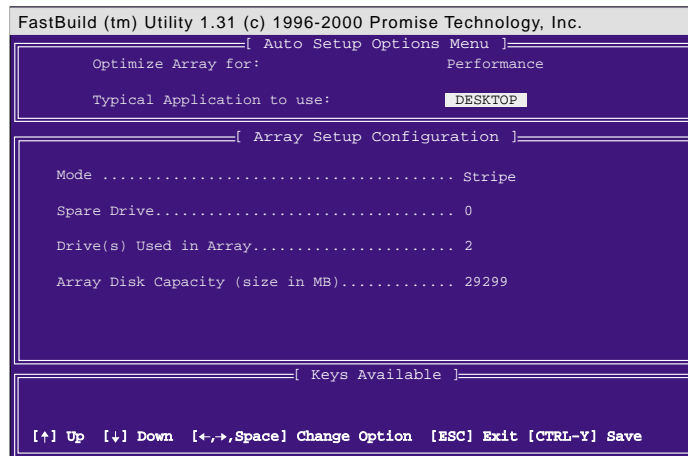 FastBuild (tm) Utility 1.31 (c) 1996-2000 Promise Technology, Inc.
[ Auto Setup Options Menu ]
Optimize Array for: Performance
Typical Application to use: DESKTOP
[ Array Setup Configuration ]
Mode ........................................ Stripe
Spare Drive.................................. 0
Drive(s) Used in Array....................... 2
Array Disk Capacity (size in MB)............. 29299
[ Keys Available ]
[↑] Up [↓] Down [←,→,Space] Change Option [ESC] Exit [CTRL-Y] Save